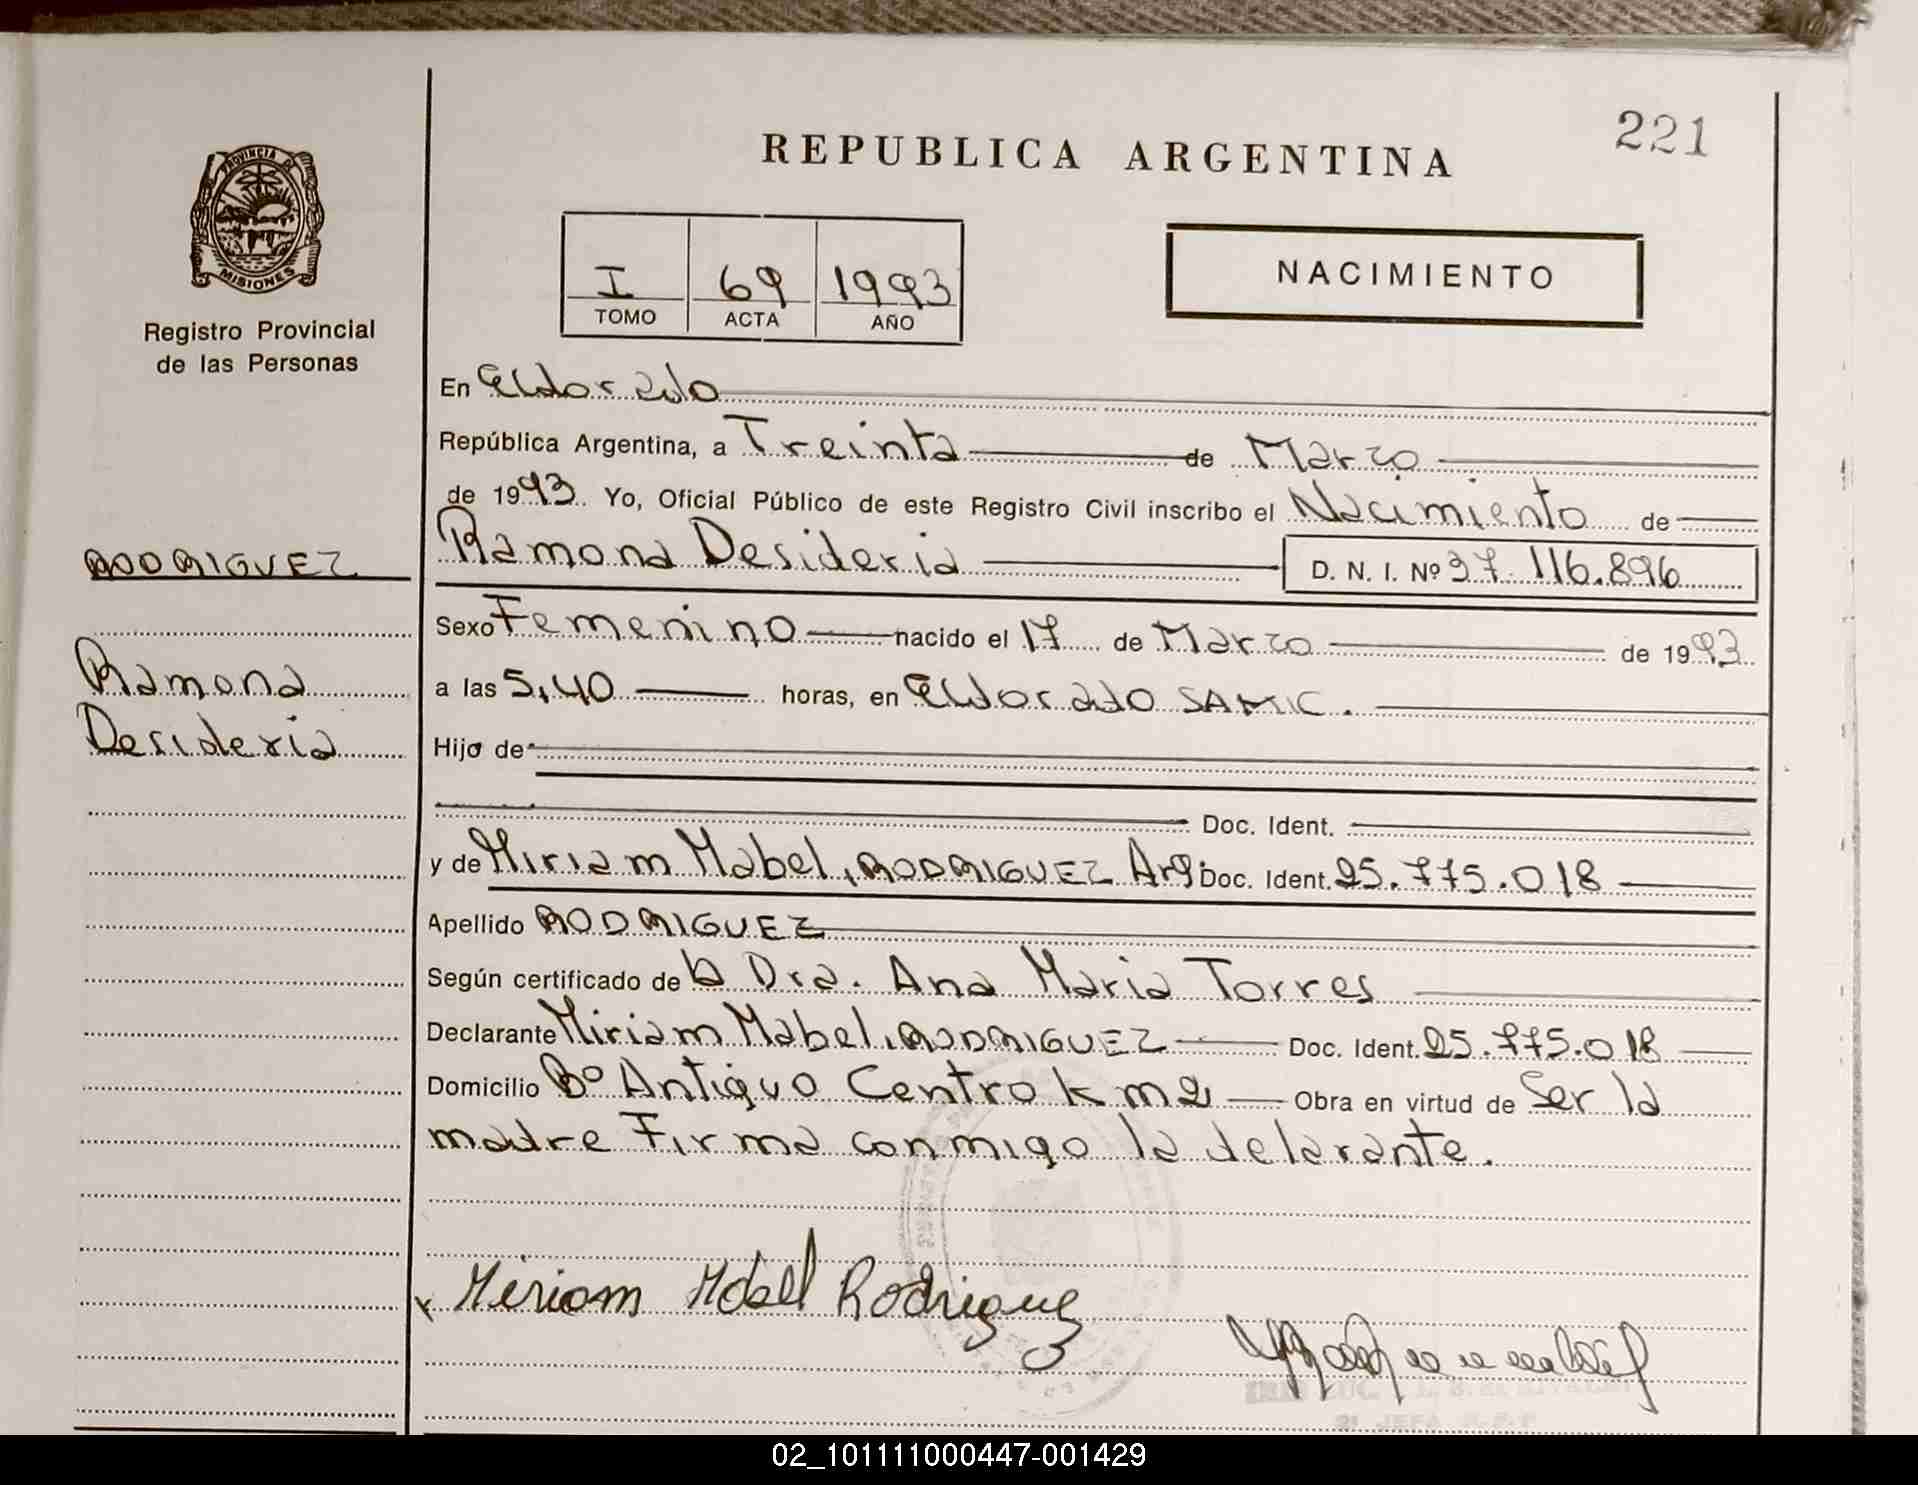 221
REPUBLICA ARGENTINA
PROVINCIA DE
MISIONES
Registro Provincial
de las Personas
I 69 1993
TOMO ACTA AÑO
NACIMIENTO
En Eldorado
República Argentina, a Treinta de Marzo
de 1993. Yo, Oficial Público de este Registro Civil inscribo el Nacimiento de
RODRIGUEZ
Ramona Desideria D. N. I. Nº 37.116.896
Sexo Femenino nacido el 17 de Marzo de 1993
Ramona
a las 5,40 horas, en Eldorado SAMIC.
Desideria
Hijo de
Doc. Ident.
y de Miriam Mabel, RODRIGUEZ Arg. Doc. Ident. 25.775.018
Apellido RODRIGUEZ
Según certificado de la Dra. Ana Maria Torres
Declarante Miriam Mabel, RODRIGUEZ Doc. Ident. 25.775.018
Domicilio Bº Antiguo Centro km 2 Obra en virtud de Ser la
madre Firma conmigo la delarante.
Miriam Mabel Rodriguez
02_101111000447-001429